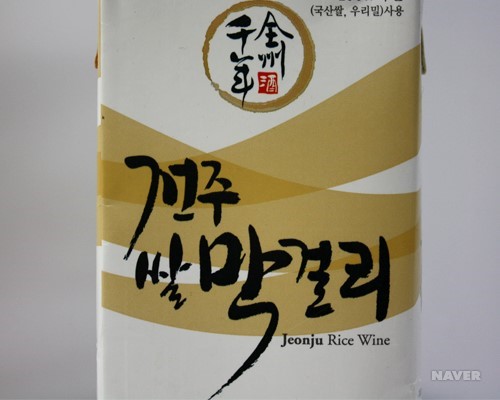 (국산쌀, 우리밀)사용
全州
千年
酒
전주
쌀막걸리
Jeonju Rice Wine
NAVER